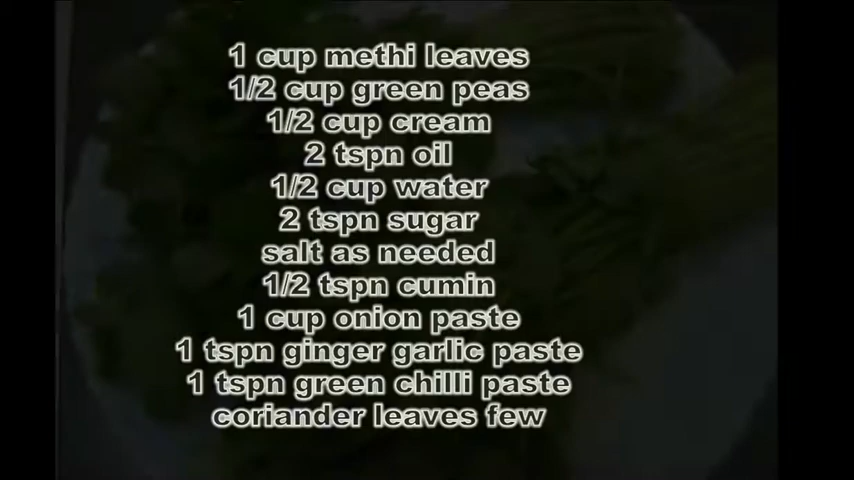 1 cup methi leaves
1/2 cup green peas
1/2 cup cream
2 tspn oil
1/2 cup water
2 tspn sugar
salt as needed
1/2 tspn cumin
1 cup onion paste
1 tspn ginger garlic paste
1 tspn green chilli paste
coriander leaves few